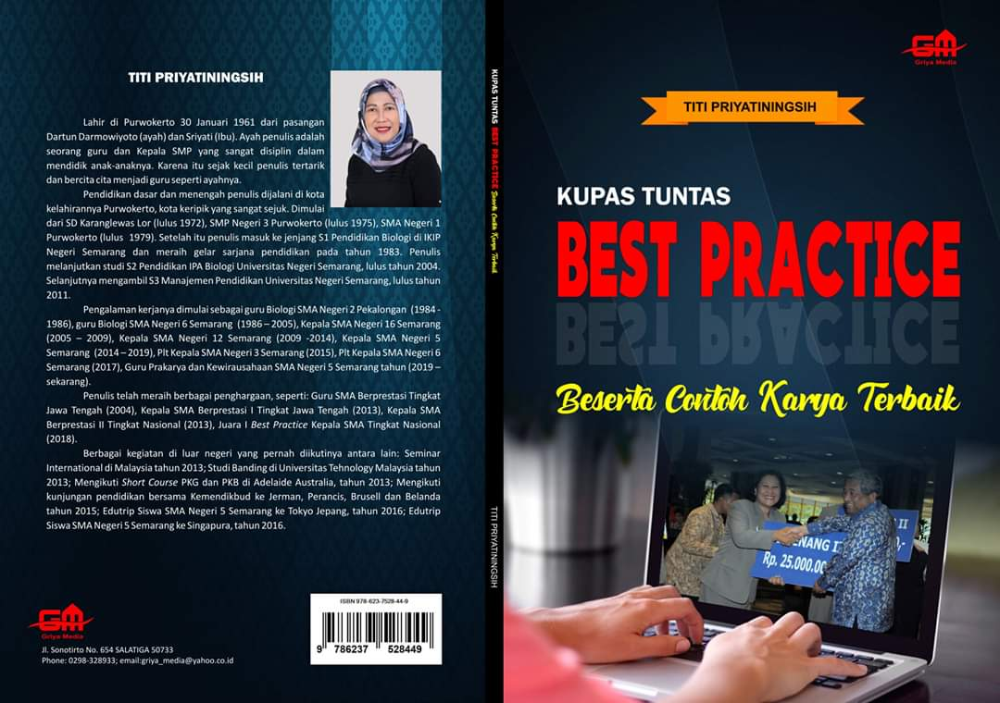 TITI PRIYATININGSIH
Lahir di Purwokerto 30 Januari 1961 dari pasangan
Dartun Darmowiyoto (ayah) dan Sriyati (Ibu). Ayah penulis adalah
seorang guru dan Kepala SMP yang sangat disiplin dalam
mendidik anak-anaknya. Karena itu sejak kecil penulis tertarik
dan bercita cita menjadi guru seperti ayahnya.
Pendidikan dasar dan menengah penulis dijalani di kota
kelahirannya Purwokerto, kota keripik yang sangat sejuk. Dimulai
dari SD Karanglewas Lor (lulus 1972), SMP Negeri 3 Purwokerto (lulus 1975), SMA Negeri 1
Purwokerto (lulus 1979). Setelah itu penulis masuk ke jenjang S1 Pendidikan Biologi di IKIP
Negeri Semarang dan meraih gelar sarjana pendidikan pada tahun 1983. Penulis
melanjutkan studi S2 Pendidikan IPA Biologi Universitas Negeri Semarang, lulus tahun 2004.
Selanjutnya mengambil S3 Manajemen Pendidikan Universitas Negeri Semarang, lulus tahun
2011.
Pengalaman kerjanya dimulai sebagai guru Biologi SMA Negeri 2 Pekalongan (1984 -
1986), guru Biologi SMA Negeri 6 Semarang (1986 – 2005), Kepala SMA Negeri 16 Semarang
(2005 – 2009), Kepala SMA Negeri 12 Semarang (2009 -2014), Kepala SMA Negeri 5
Semarang (2014 – 2019), Plt Kepala SMA Negeri 3 Semarang (2015), Plt Kepala SMA Negeri 6
Semarang (2017), Guru Prakarya dan Kewirausahaan SMA Negeri 5 Semarang tahun (2019 –
sekarang).
Penulis telah meraih berbagai penghargaan, seperti: Guru SMA Berprestasi Tingkat
Jawa Tengah (2004), Kepala SMA Berprestasi I Tingkat Jawa Tengah (2013), Kepala SMA
Berprestasi II Tingkat Nasional (2013), Juara I Best Practice Kepala SMA Tingkat Nasional
(2018).
Berbagai kegiatan di luar negeri yang pernah diikutinya antara lain: Seminar
International di Malaysia tahun 2013; Studi Banding di Universitas Tehnology Malaysia tahun
2013; Mengikuti Short Course PKG dan PKB di Adelaide Australia, tahun 2013; Mengikuti
kunjungan pendidikan bersama Kemendikbud ke Jerman, Perancis, Brusell dan Belanda
tahun 2015; Edutrip Siswa SMA Negeri 5 Semarang ke Tokyo Jepang, tahun 2016; Edutrip
Siswa SMA Negeri 5 Semarang ke Singapura, tahun 2016.
GM
Griya Media
Jl. Sonotirto No. 654 SALATIGA 50733
Phone: 0298-328933; email:griya_media@yahoo.co.id
ISBN 978-623-7528-44-9
9 786237 528449
KUPAS TUNTAS BEST PRACTICE Beserta Contoh Karya Terbaik
TITI PRIYATININGSIH
GM
Griya Media
TITI PRIYATININGSIH
KUPAS TUNTAS
BEST PRACTICE
Beserta Contoh Karya Terbaik
ENANG I
Rp. 25.000.00
II